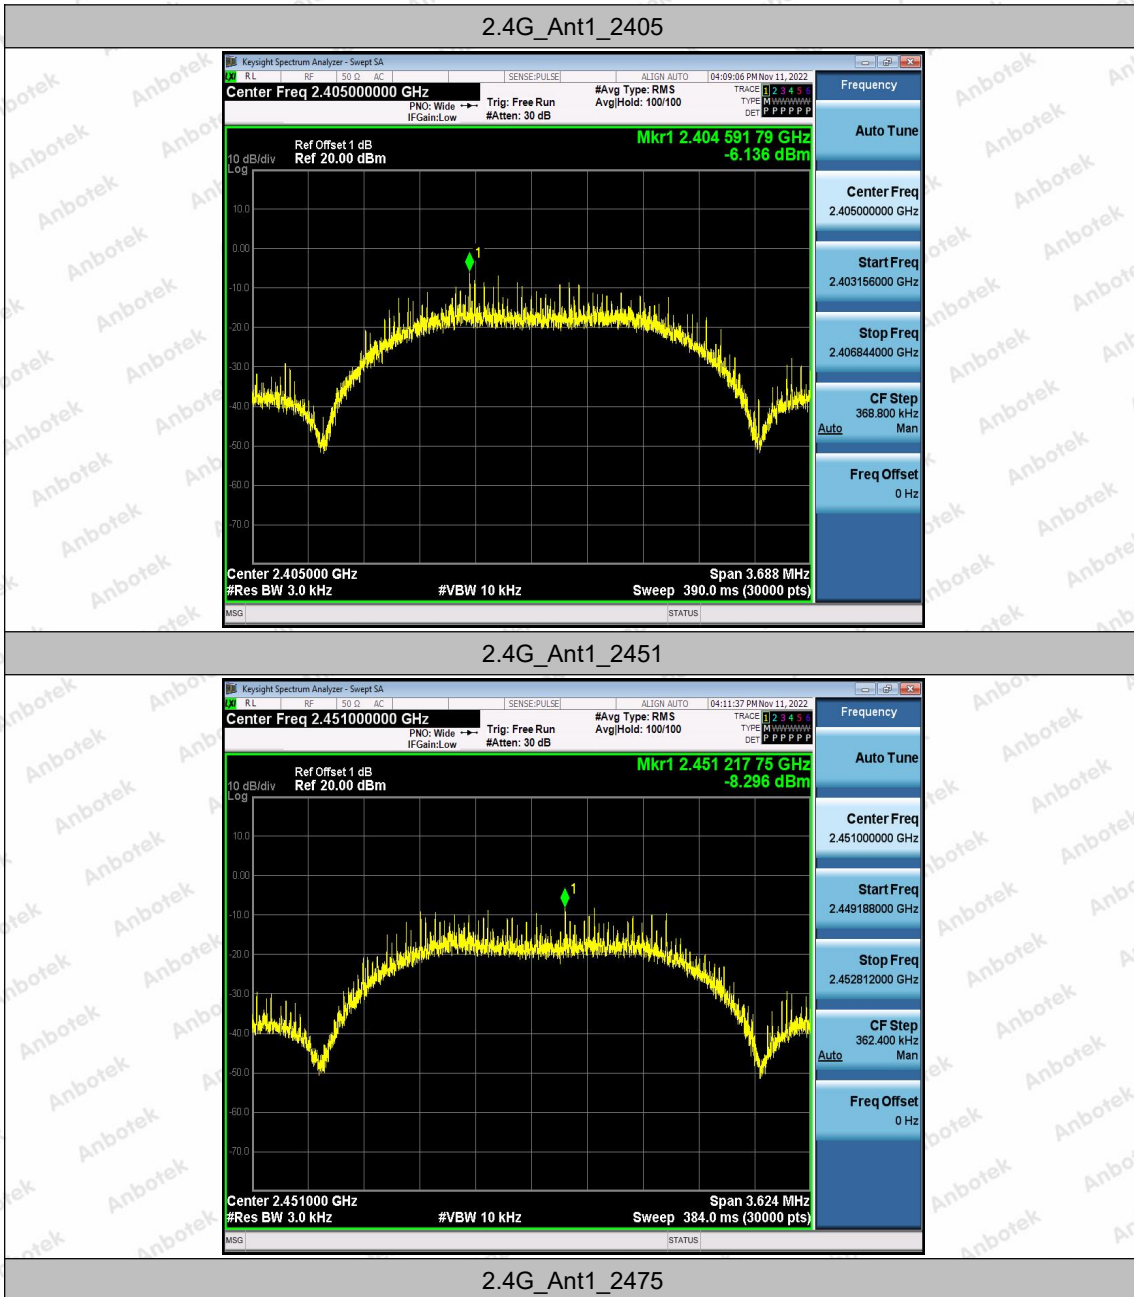 2.4G_Ant1_2405
Keysight Spectrum Analyzer - Swept SA
LXI RL RF 50 Ω AC SENSE:PULSE ALIGN AUTO 04:09:06 PM Nov 11, 2022
Center Freq 2.405000000 GHz
PNO: Wide
IFGain:Low
Trig: Free Run
#Atten: 30 dB
#Avg Type: RMS
Avg|Hold: 100/100
TRACE 1 2 3 4 5 6
TYPE M W W W W W
DET P P P P P P
Mkr1 2.404 591 79 GHz
-6.136 dBm
Ref Offset 1 dB
10 dB/div Ref 20.00 dBm
Log
10.0
0.00
-10.0
-20.0
-30.0
-40.0
-50.0
-60.0
-70.0
1
Center 2.405000 GHz Span 3.688 MHz
#Res BW 3.0 kHz #VBW 10 kHz Sweep 390.0 ms (30000 pts)
MSG STATUS
Frequency
Auto Tune
Center Freq
2.405000000 GHz
Start Freq
2.403156000 GHz
Stop Freq
2.406844000 GHz
CF Step
368.800 kHz
Auto Man
Freq Offset
0 Hz
2.4G_Ant1_2451
Keysight Spectrum Analyzer - Swept SA
LXI RL RF 50 Ω AC SENSE:PULSE ALIGN AUTO 04:11:37 PM Nov 11, 2022
Center Freq 2.451000000 GHz
PNO: Wide
IFGain:Low
Trig: Free Run
#Atten: 30 dB
#Avg Type: RMS
Avg|Hold: 100/100
TRACE 1 2 3 4 5 6
TYPE M W W W W W
DET P P P P P P
Mkr1 2.451 217 75 GHz
-8.296 dBm
Ref Offset 1 dB
10 dB/div Ref 20.00 dBm
Log
10.0
0.00
-10.0
-20.0
-30.0
-40.0
-50.0
-60.0
-70.0
1
Center 2.451000 GHz Span 3.624 MHz
#Res BW 3.0 kHz #VBW 10 kHz Sweep 384.0 ms (30000 pts)
MSG STATUS
Frequency
Auto Tune
Center Freq
2.451000000 GHz
Start Freq
2.449188000 GHz
Stop Freq
2.452812000 GHz
CF Step
362.400 kHz
Auto Man
Freq Offset
0 Hz
2.4G_Ant1_2475
Anbotek